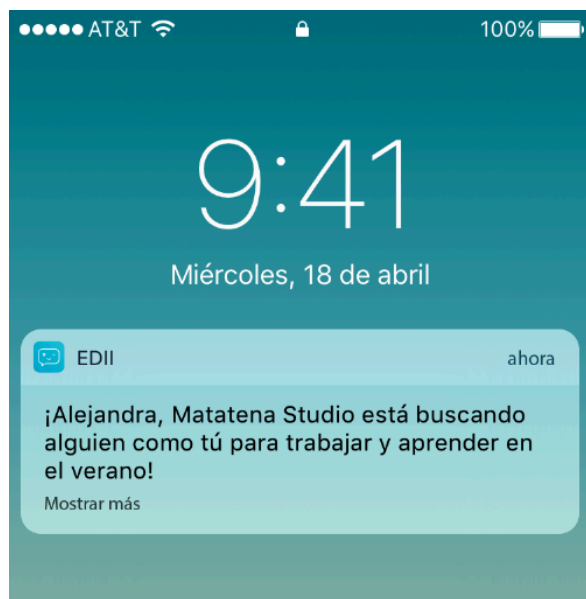 AT&T 100%
9:41
Miércoles, 18 de abril
EDII ahora
¡Alejandra, Matatena Studio está buscando
alguien como tú para trabajar y aprender en
el verano!
Mostrar más